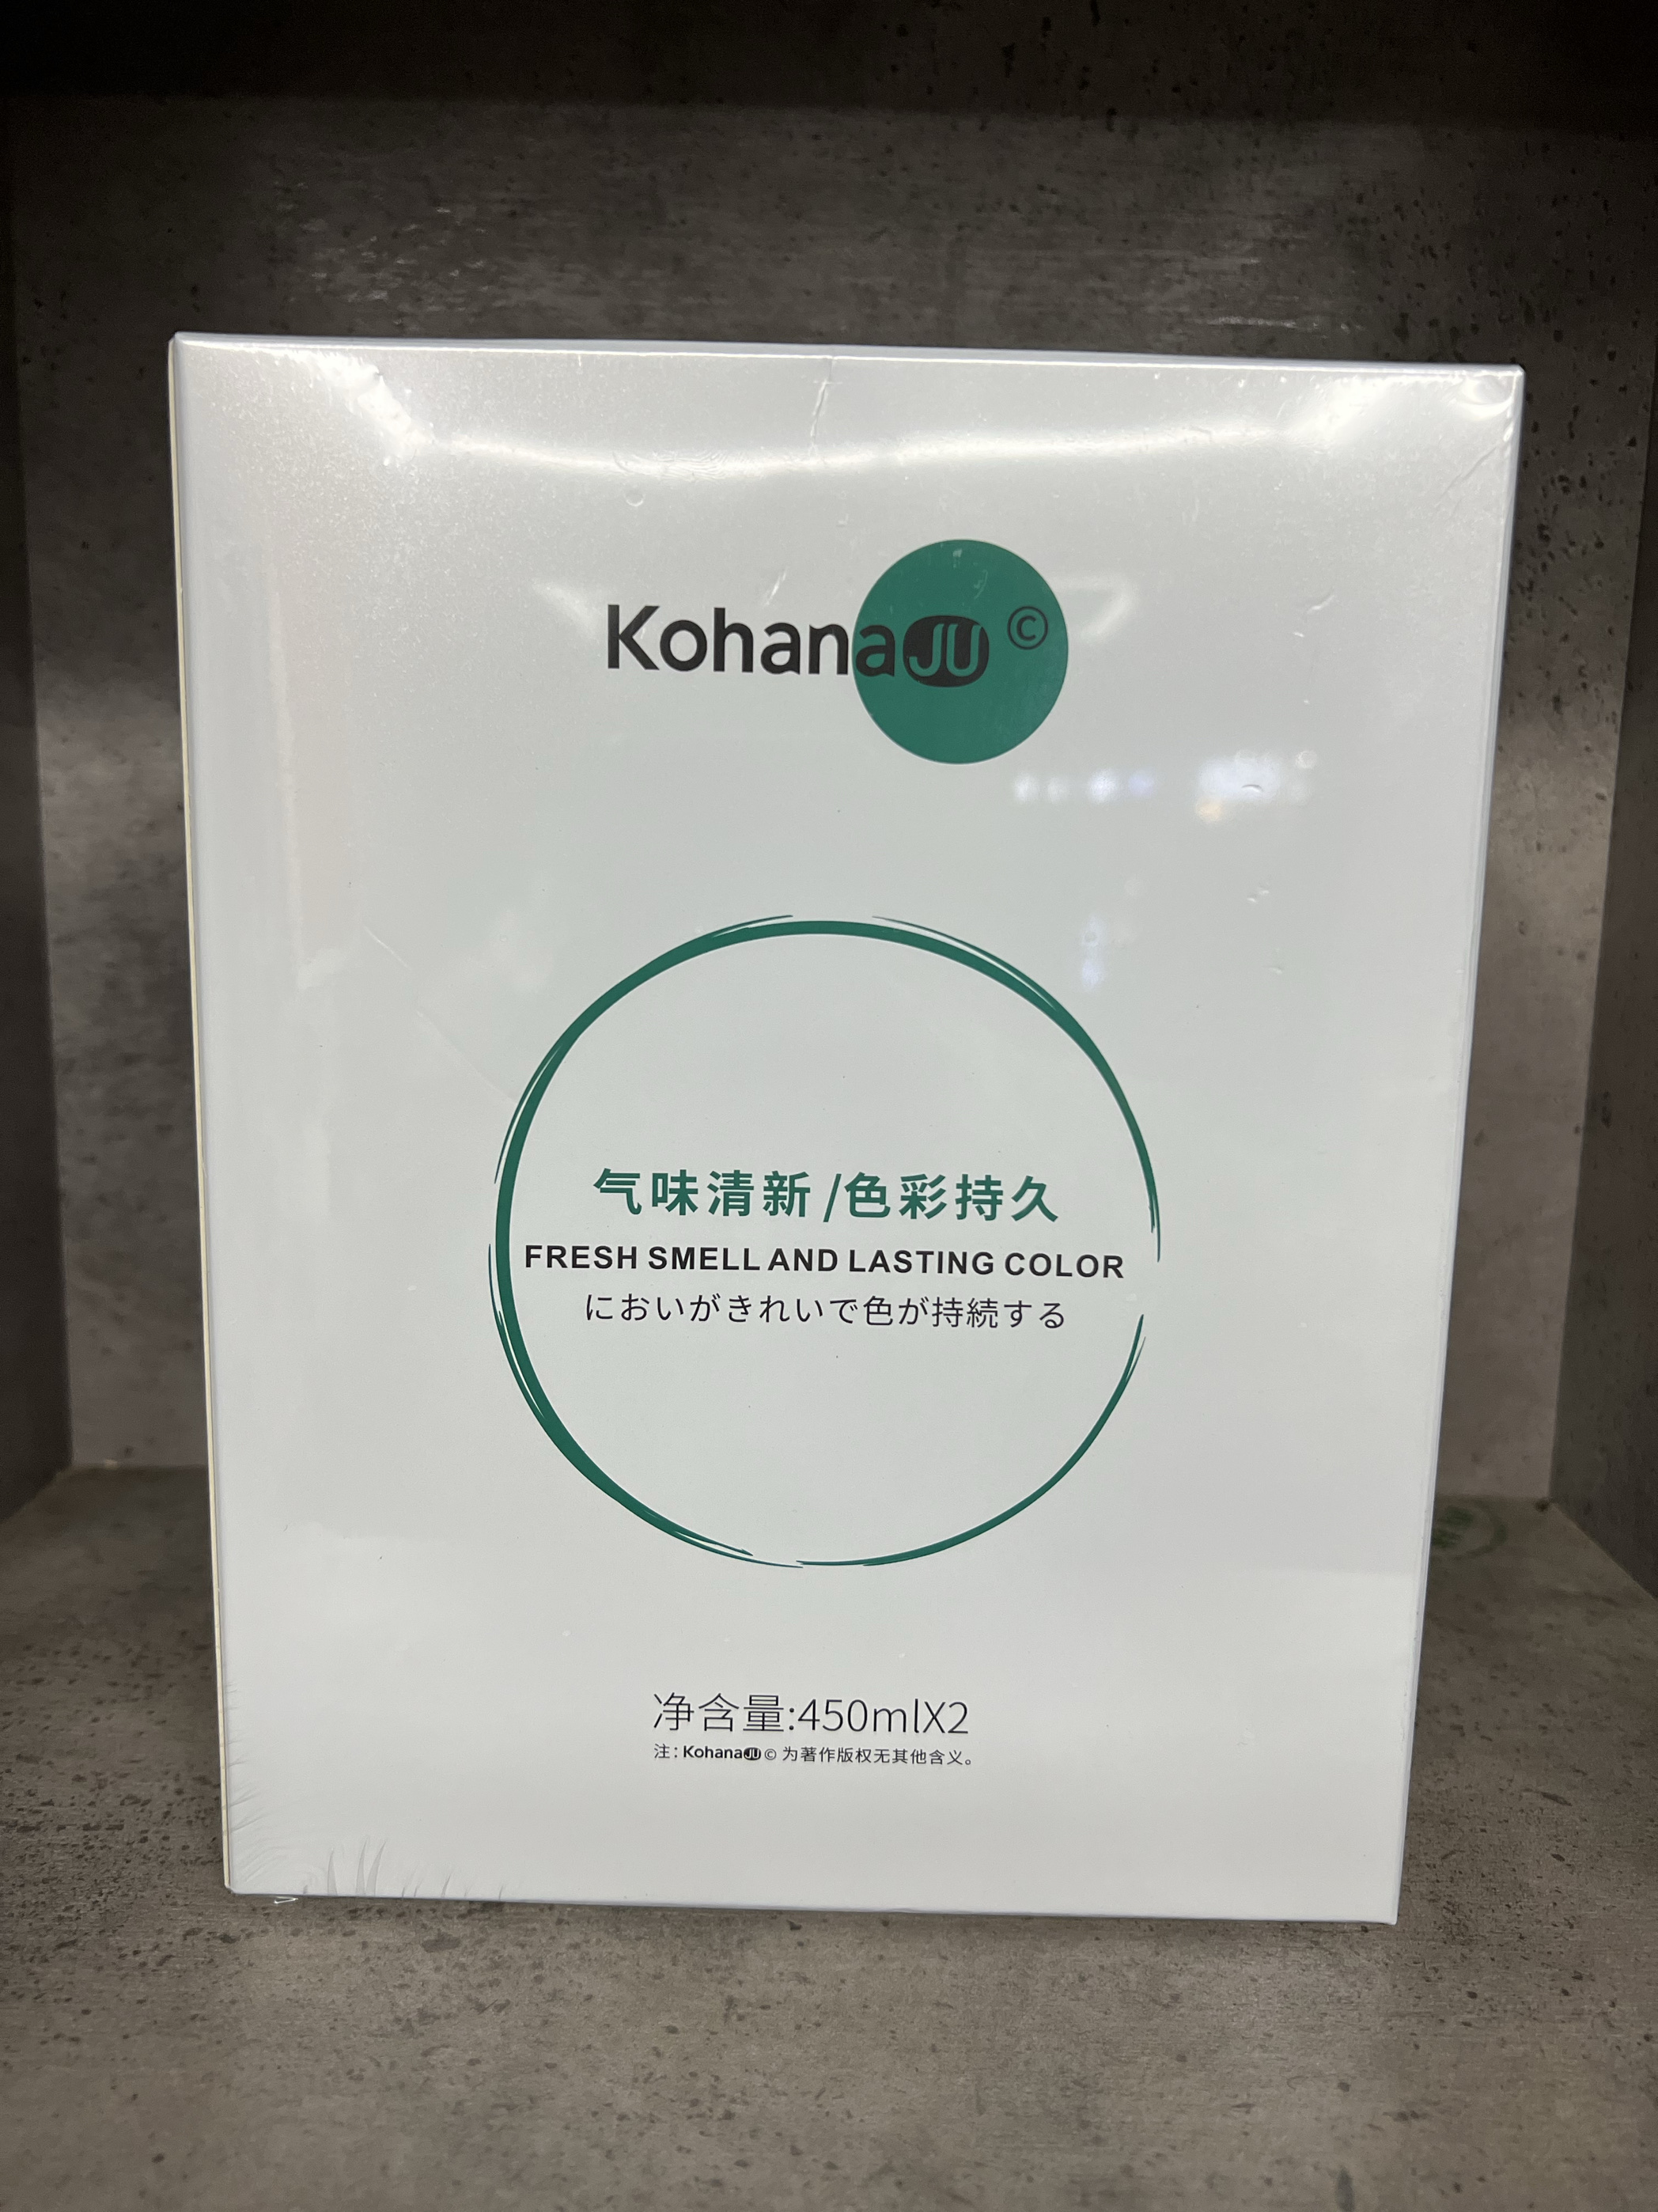 KohanaJU ©
气味清新/色彩持久
FRESH SMELL AND LASTING COLOR
においがきれいで色が持続する
净含量:450mlX2
注：KohanaJU© 为著作版权无其他含义。